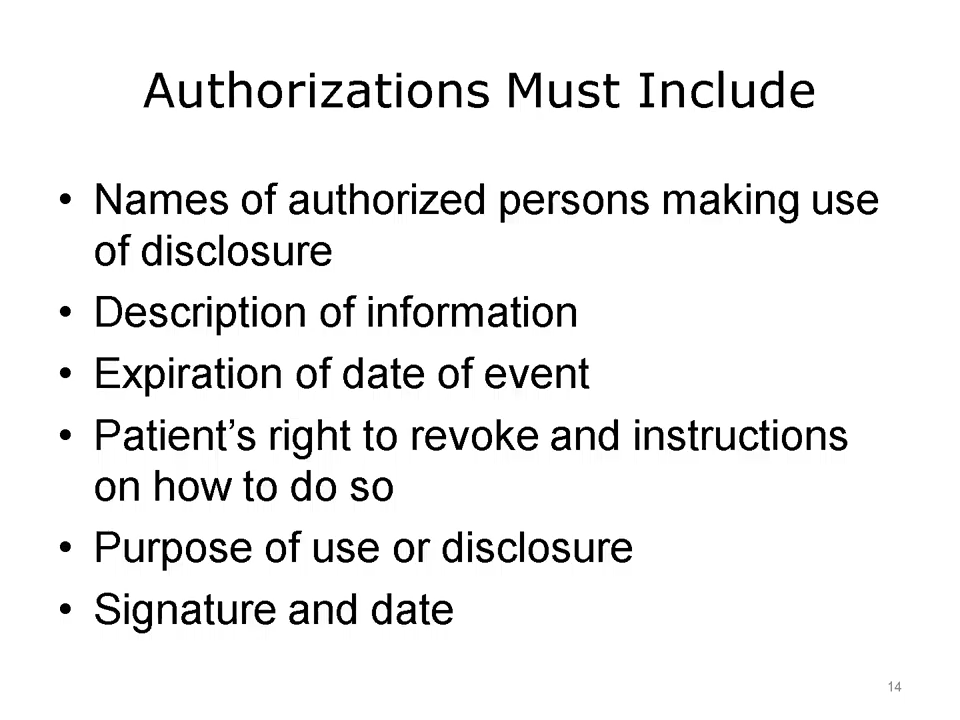 Authorizations Must Include
• Names of authorized persons making use
of disclosure
• Description of information
• Expiration of date of event
• Patient’s right to revoke and instructions
on how to do so
• Purpose of use or disclosure
• Signature and date
14